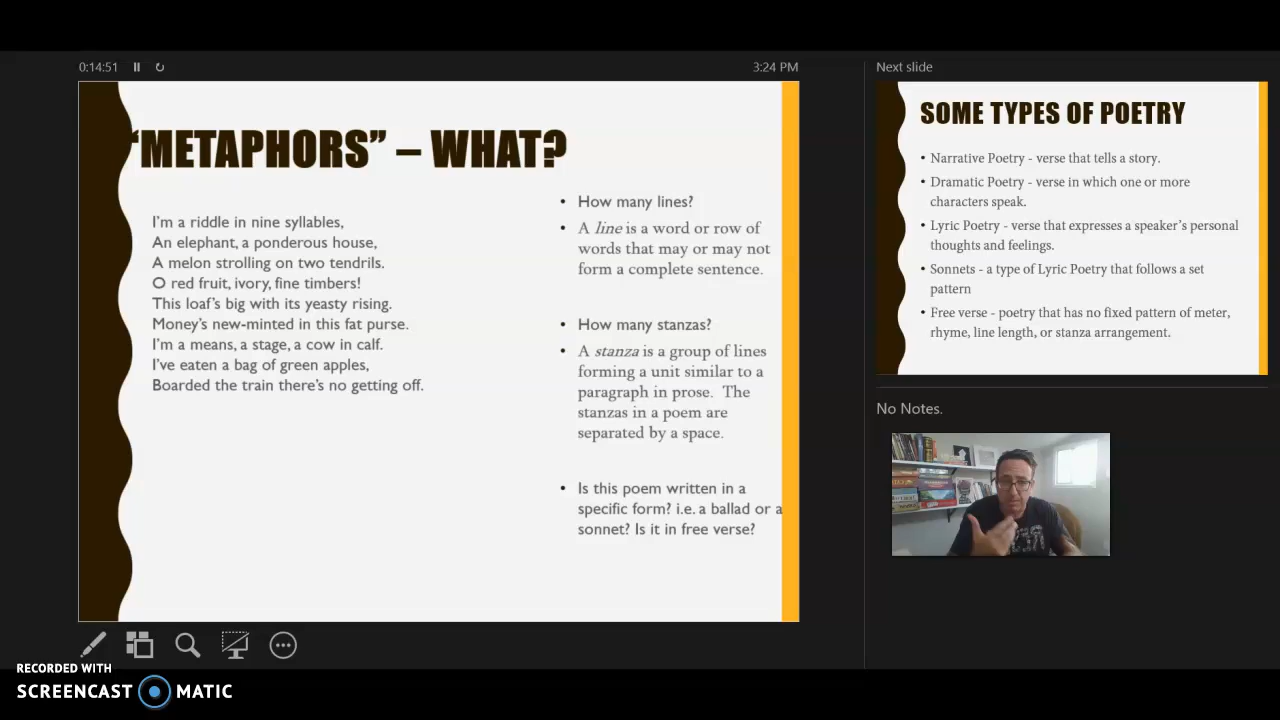 0:14:51
3:24 PM
"METAPHORS" – WHAT?
I'm a riddle in nine syllables,
An elephant, a ponderous house,
A melon strolling on two tendrils.
O red fruit, ivory, fine timbers!
This loaf's big with its yeasty rising.
Money's new-minted in this fat purse.
I'm a means, a stage, a cow in calf.
I've eaten a bag of green apples,
Boarded the train there's no getting off.
• How many lines?
• A line is a word or row of
words that may or may not
form a complete sentence.
• How many stanzas?
• A stanza is a group of lines
forming a unit similar to a
paragraph in prose. The
stanzas in a poem are
separated by a space.
• Is this poem written in a
specific form? i.e. a ballad or a
sonnet? Is it in free verse?
Next slide
SOME TYPES OF POETRY
• Narrative Poetry - verse that tells a story.
• Dramatic Poetry - verse in which one or more
characters speak.
• Lyric Poetry - verse that expresses a speaker's personal
thoughts and feelings.
• Sonnets - a type of Lyric Poetry that follows a set
pattern
• Free verse - poetry that has no fixed pattern of meter,
rhyme, line length, or stanza arrangement.
No Notes.
RECORDED WITH
SCREENCAST MATIC